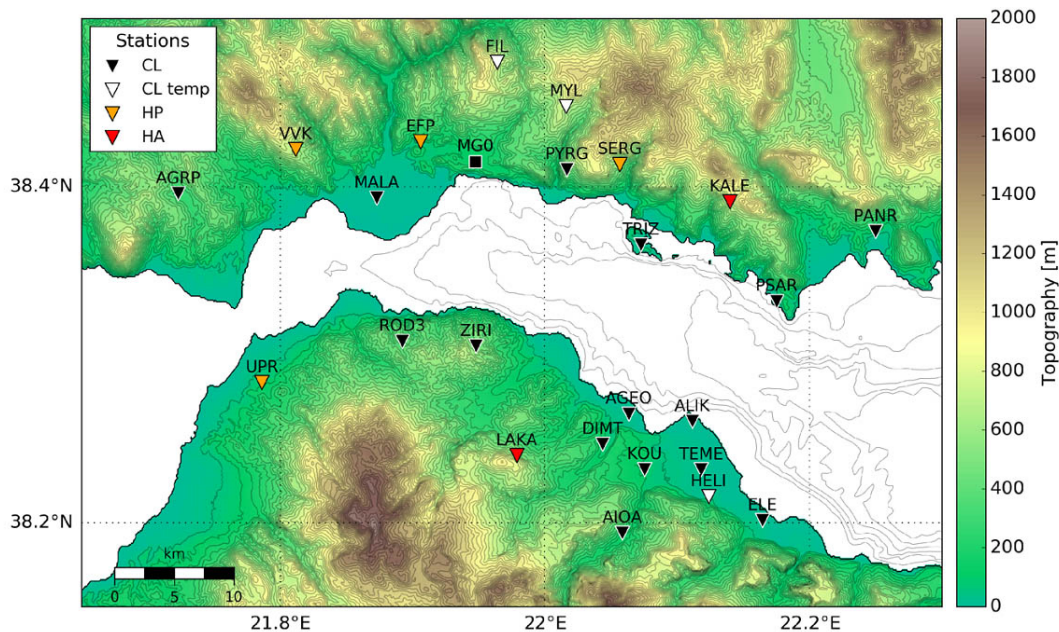 Stations
CL
CL temp
HP
HA
FIL
MYL
VVK
EFP
MG0
PYRG
SERG
AGRP
MALA
KALE
PANR
TRIZ
PSAR
ROD3
ZIRI
UPR
AGEO
ALIK
DIMT
LAKA
KOU
TEME
HELI
ELE
AIOA
38.4°N
38.2°N
km
0 5 10
21.8°E 22°E 22.2°E
2000
1800
1600
1400
1200
1000
800
600
400
200
0
Topography [m]